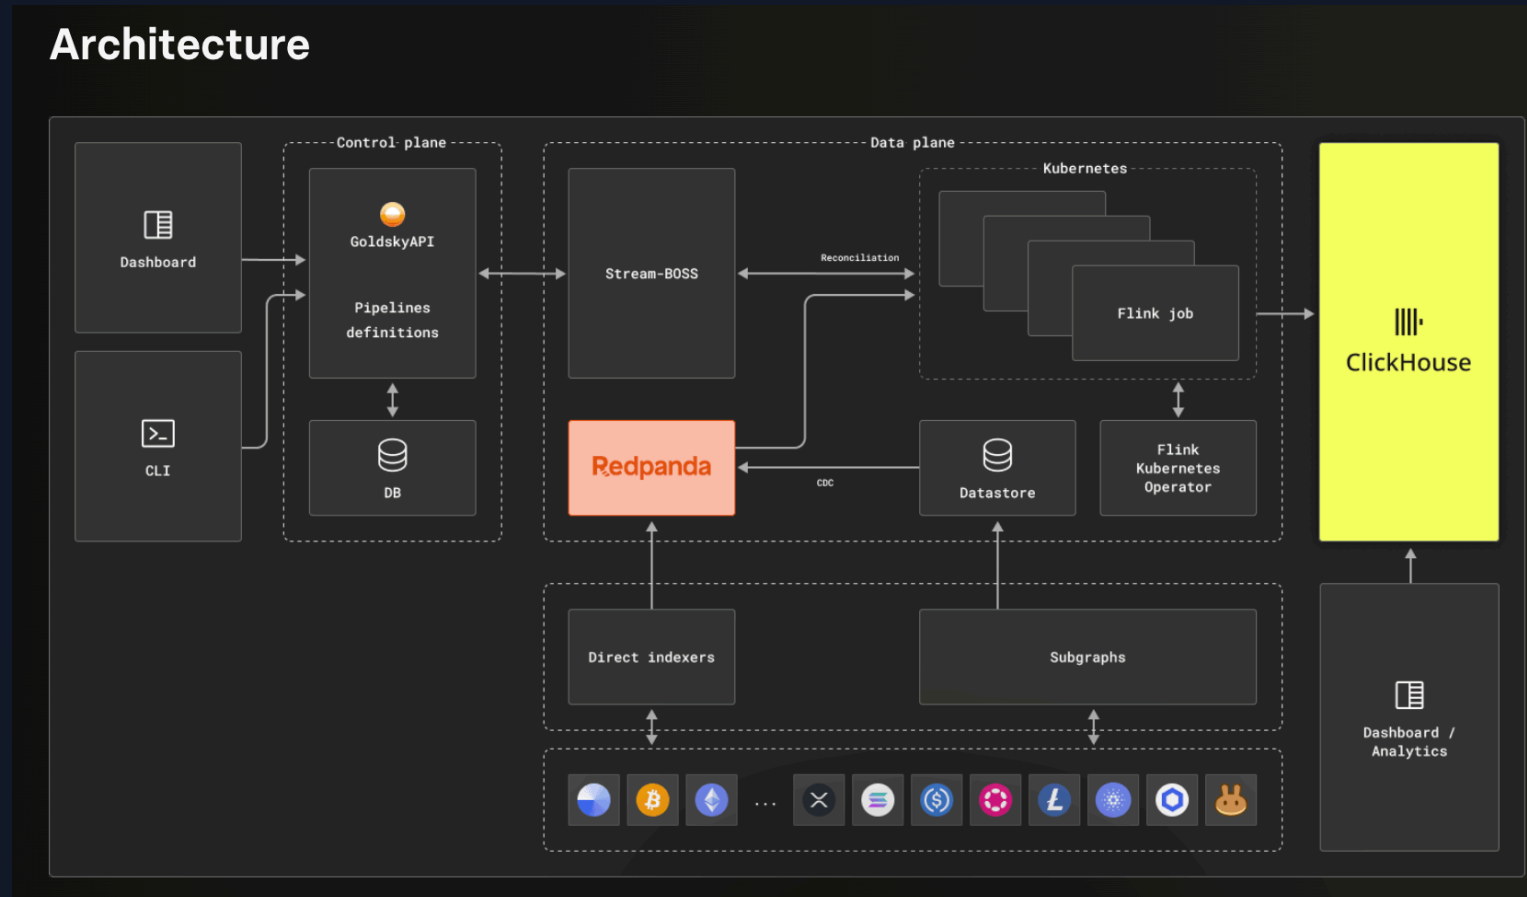 Architecture
Control plane
Data plane
Kubernetes
Dashboard
GoldskyAPI
Pipelines
definitions
Stream-BOSS
Reconciliation
Flink job
ClickHouse
CLI
DB
Redpanda
CDC
Datastore
Flink
Kubernetes
Operator
Direct indexers
Subgraphs
Dashboard /
Analytics
...